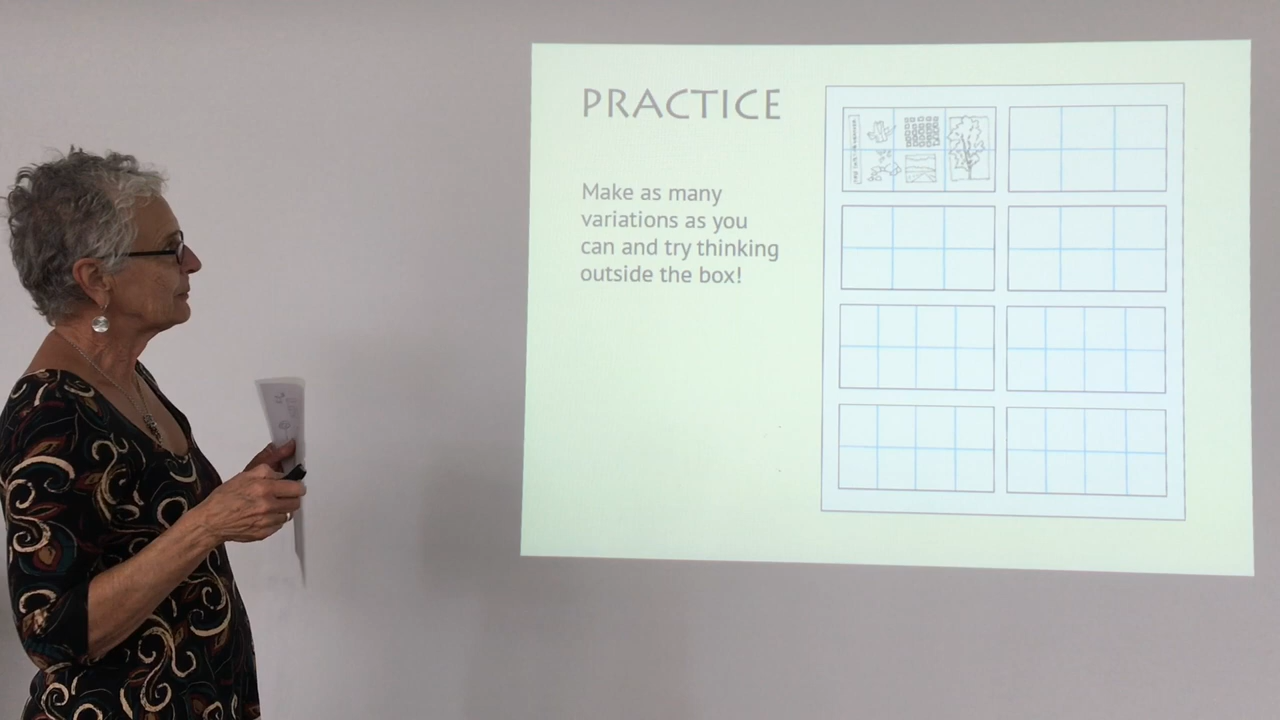 PRACTICE
Make as many
variations as you
can and try thinking
outside the box!